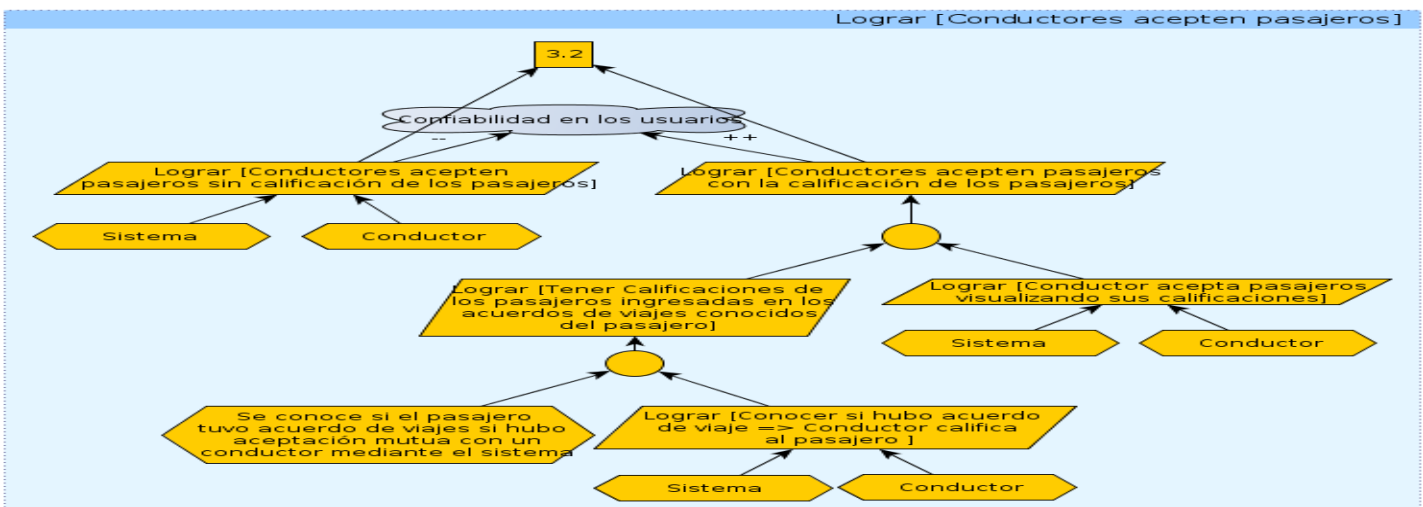 Lograr [Conductores acepten pasajeros]
3.2
Confiabilidad en los usuarios
--
++
Lograr [Conductores acepten
pasajeros sin calificación de los pasajeros]
Lograr [Conductores acepten pasajeros
con la calificación de los pasajeros]
Sistema
Conductor
Lograr [Tener Calificaciones de
los pasajeros ingresadas en los
acuerdos de viajes conocidos
del pasajero]
Lograr [Conductor acepta pasajeros
visualizando sus calificaciones]
Sistema
Conductor
Se conoce si el pasajero
tuvo acuerdo de viajes si hubo
aceptación mutua con un
conductor mediante el sistema
Lograr [Conocer si hubo acuerdo
de viaje => Conductor califica
al pasajero ]
Sistema
Conductor